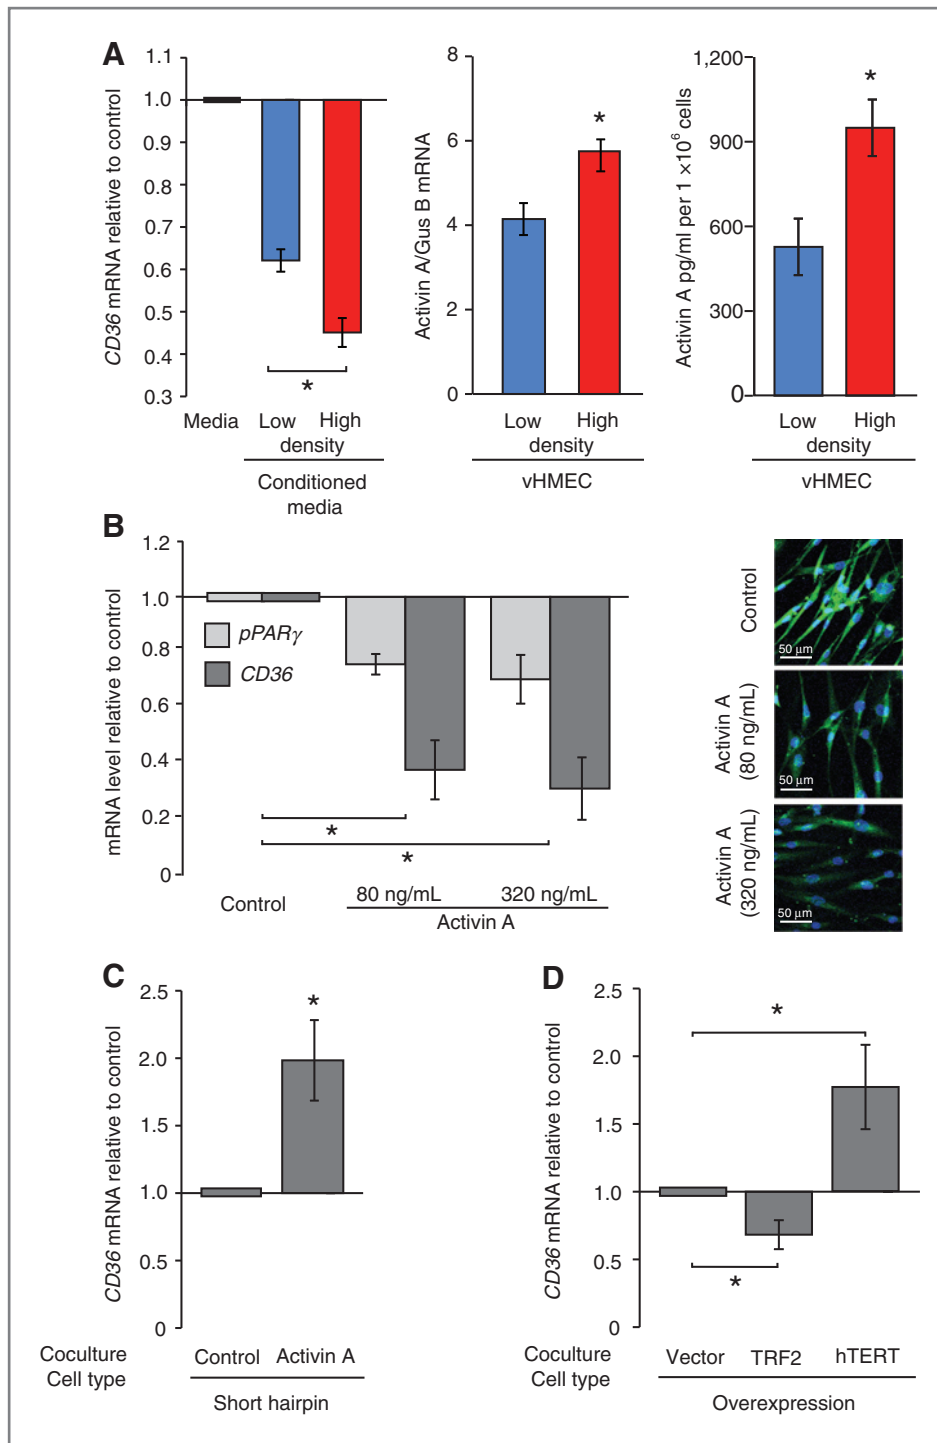 A
CD36 mRNA relative to control
1.1
1.0
0.9
0.8
0.7
0.6
0.5
0.4
0.3
*
Media
Low
High
density
Conditioned
media
Activin A/Gus B mRNA
8
6
4
2
0
*
Low
High
density
vHMEC
Activin A pg/ml per 1 ×10⁶ cells
1,200
900
600
300
0
*
Low
High
density
vHMEC
B
mRNA level relative to control
1.2
1.0
0.8
0.6
0.4
0.2
0
pPARγ
CD36
*
*
Control
80 ng/mL
320 ng/mL
Activin A
Control
50 µm
Activin A
(80 ng/mL)
50 µm
Activin A
(320 ng/mL)
50 µm
C
CD36 mRNA relative to control
2.5
2.0
1.5
1.0
0.5
0
*
Coculture
Cell type
Control
Activin A
Short hairpin
D
CD36 mRNA relative to control
2.5
2.0
1.5
1.0
0.5
0
*
*
Coculture
Cell type
Vector
TRF2
hTERT
Overexpression